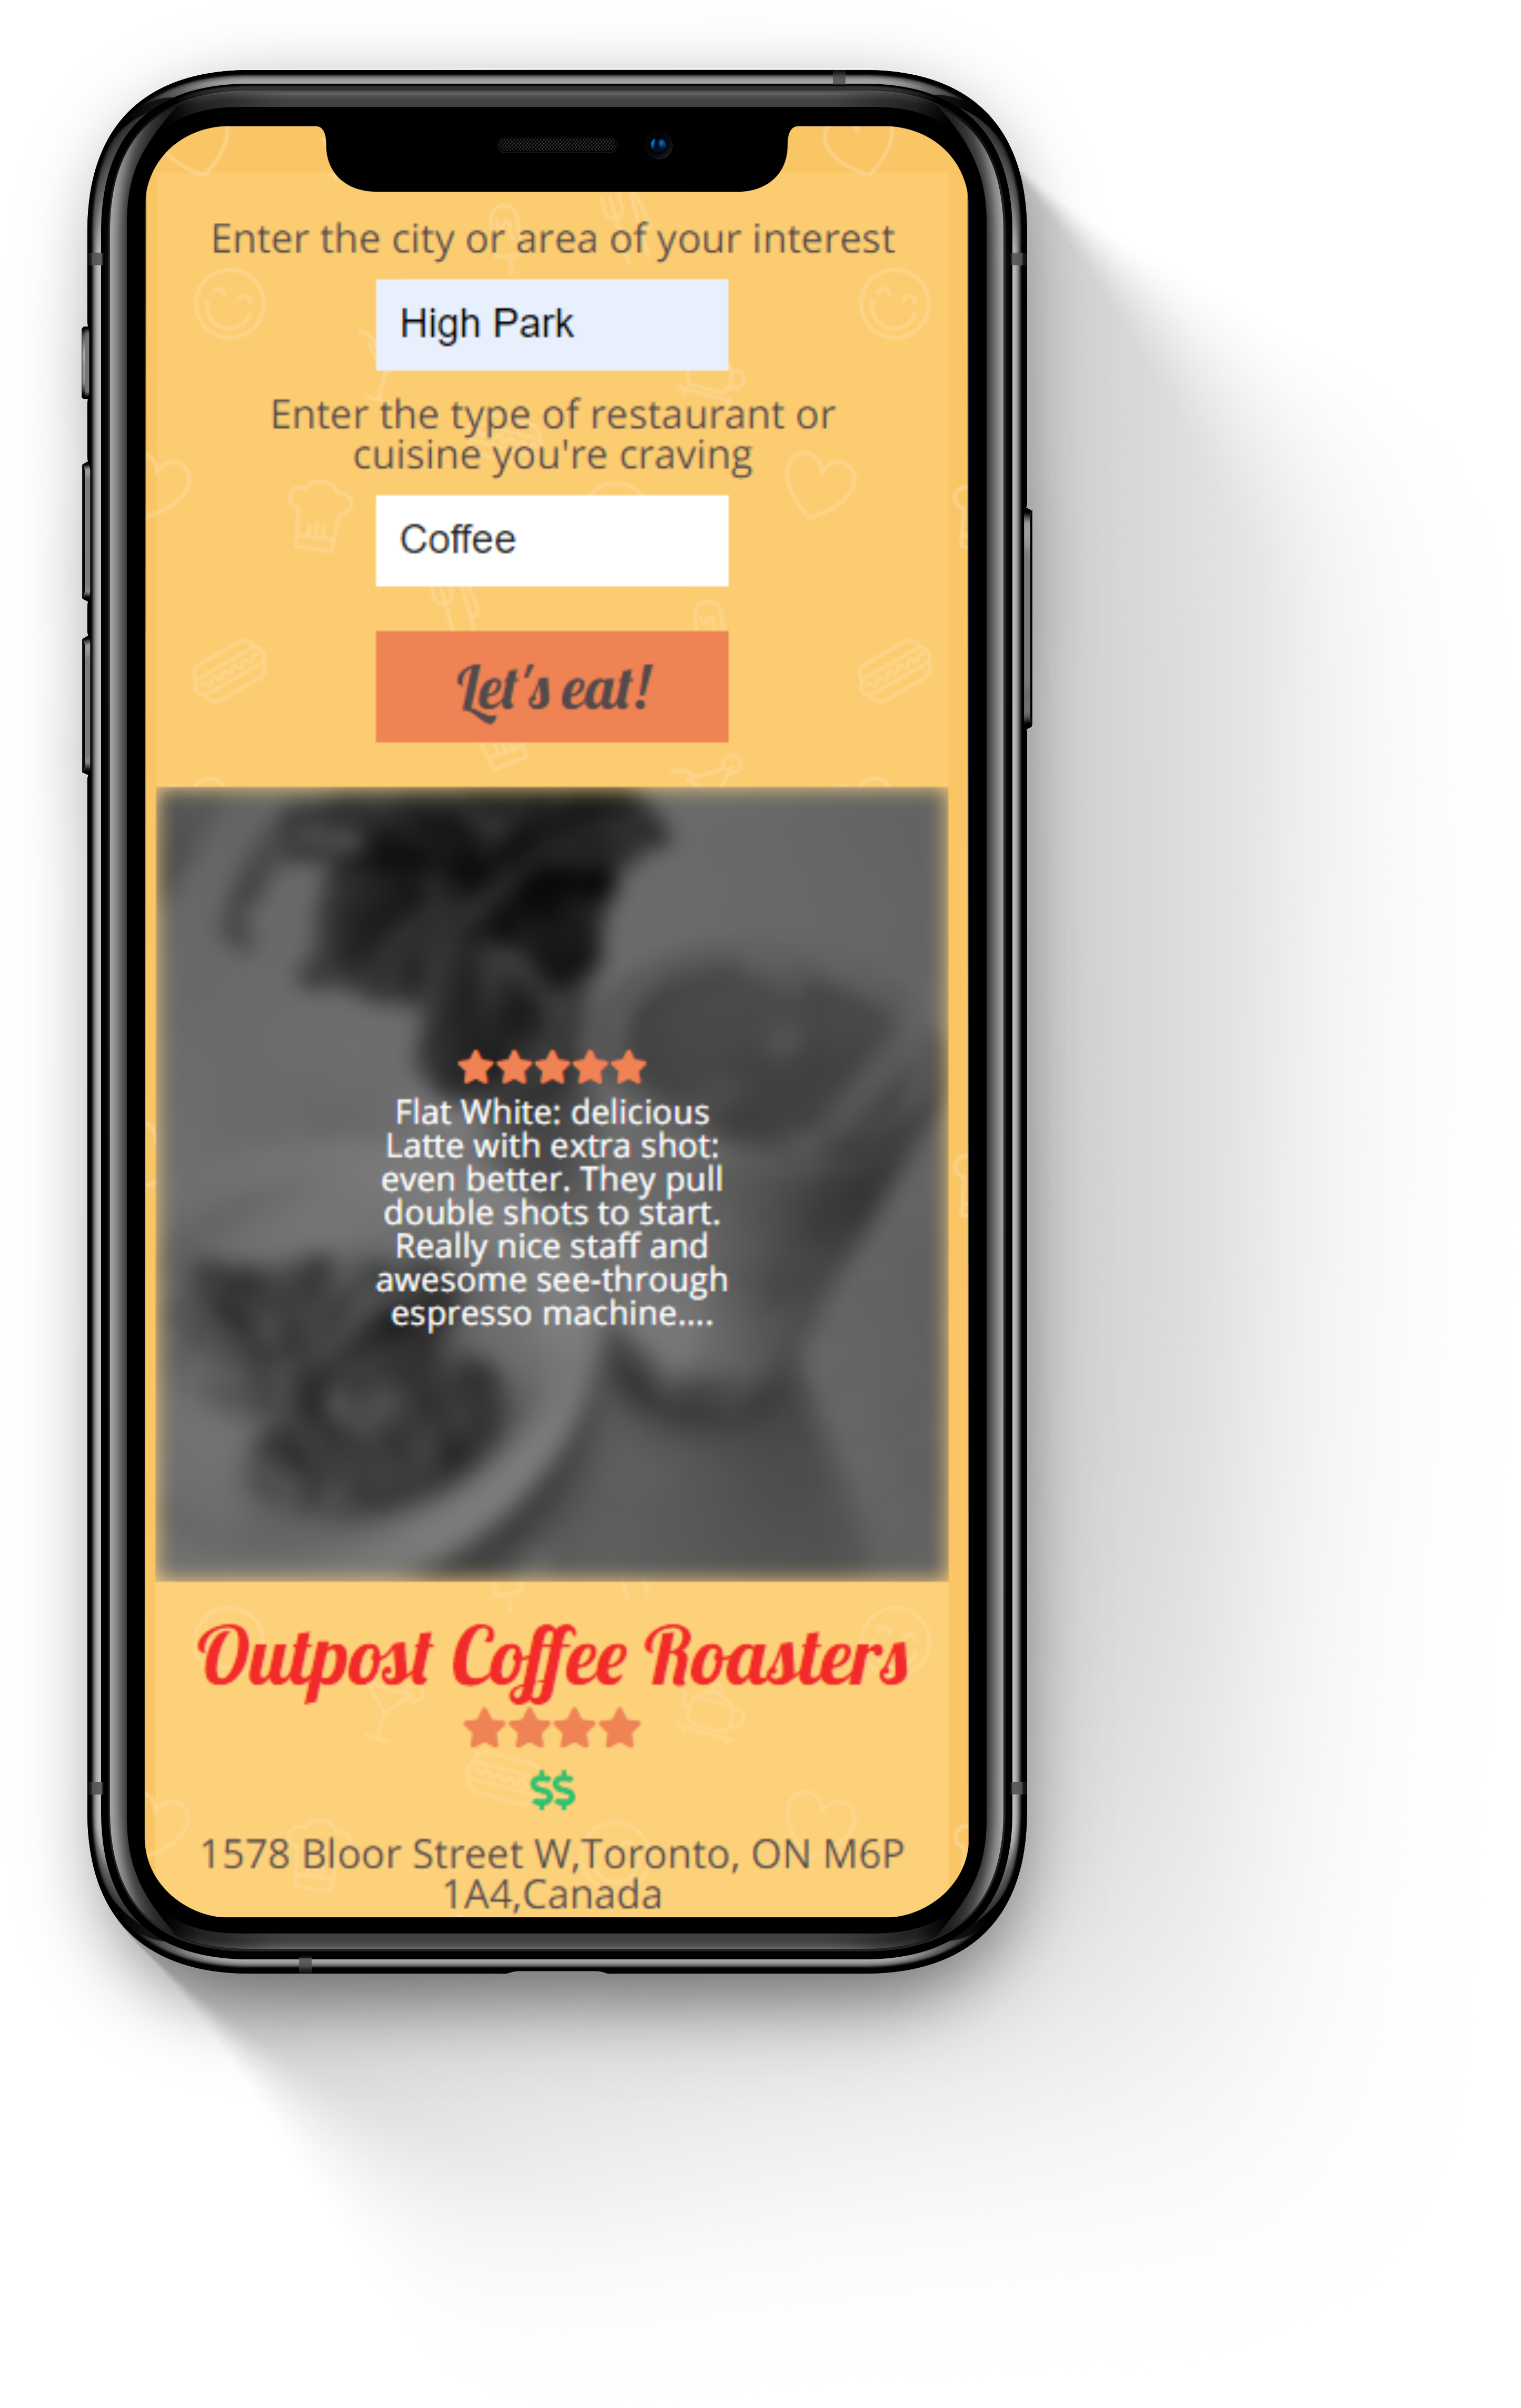 Enter the city or area of your interest
High Park
Enter the type of restaurant or
cuisine you're craving
Coffee
Let's eat!
Flat White: delicious
Latte with extra shot:
even better. They pull
double shots to start.
Really nice staff and
awesome see-through
espresso machine....
Outpost Coffee Roasters
$$
1578 Bloor Street W,Toronto, ON M6P
1A4,Canada